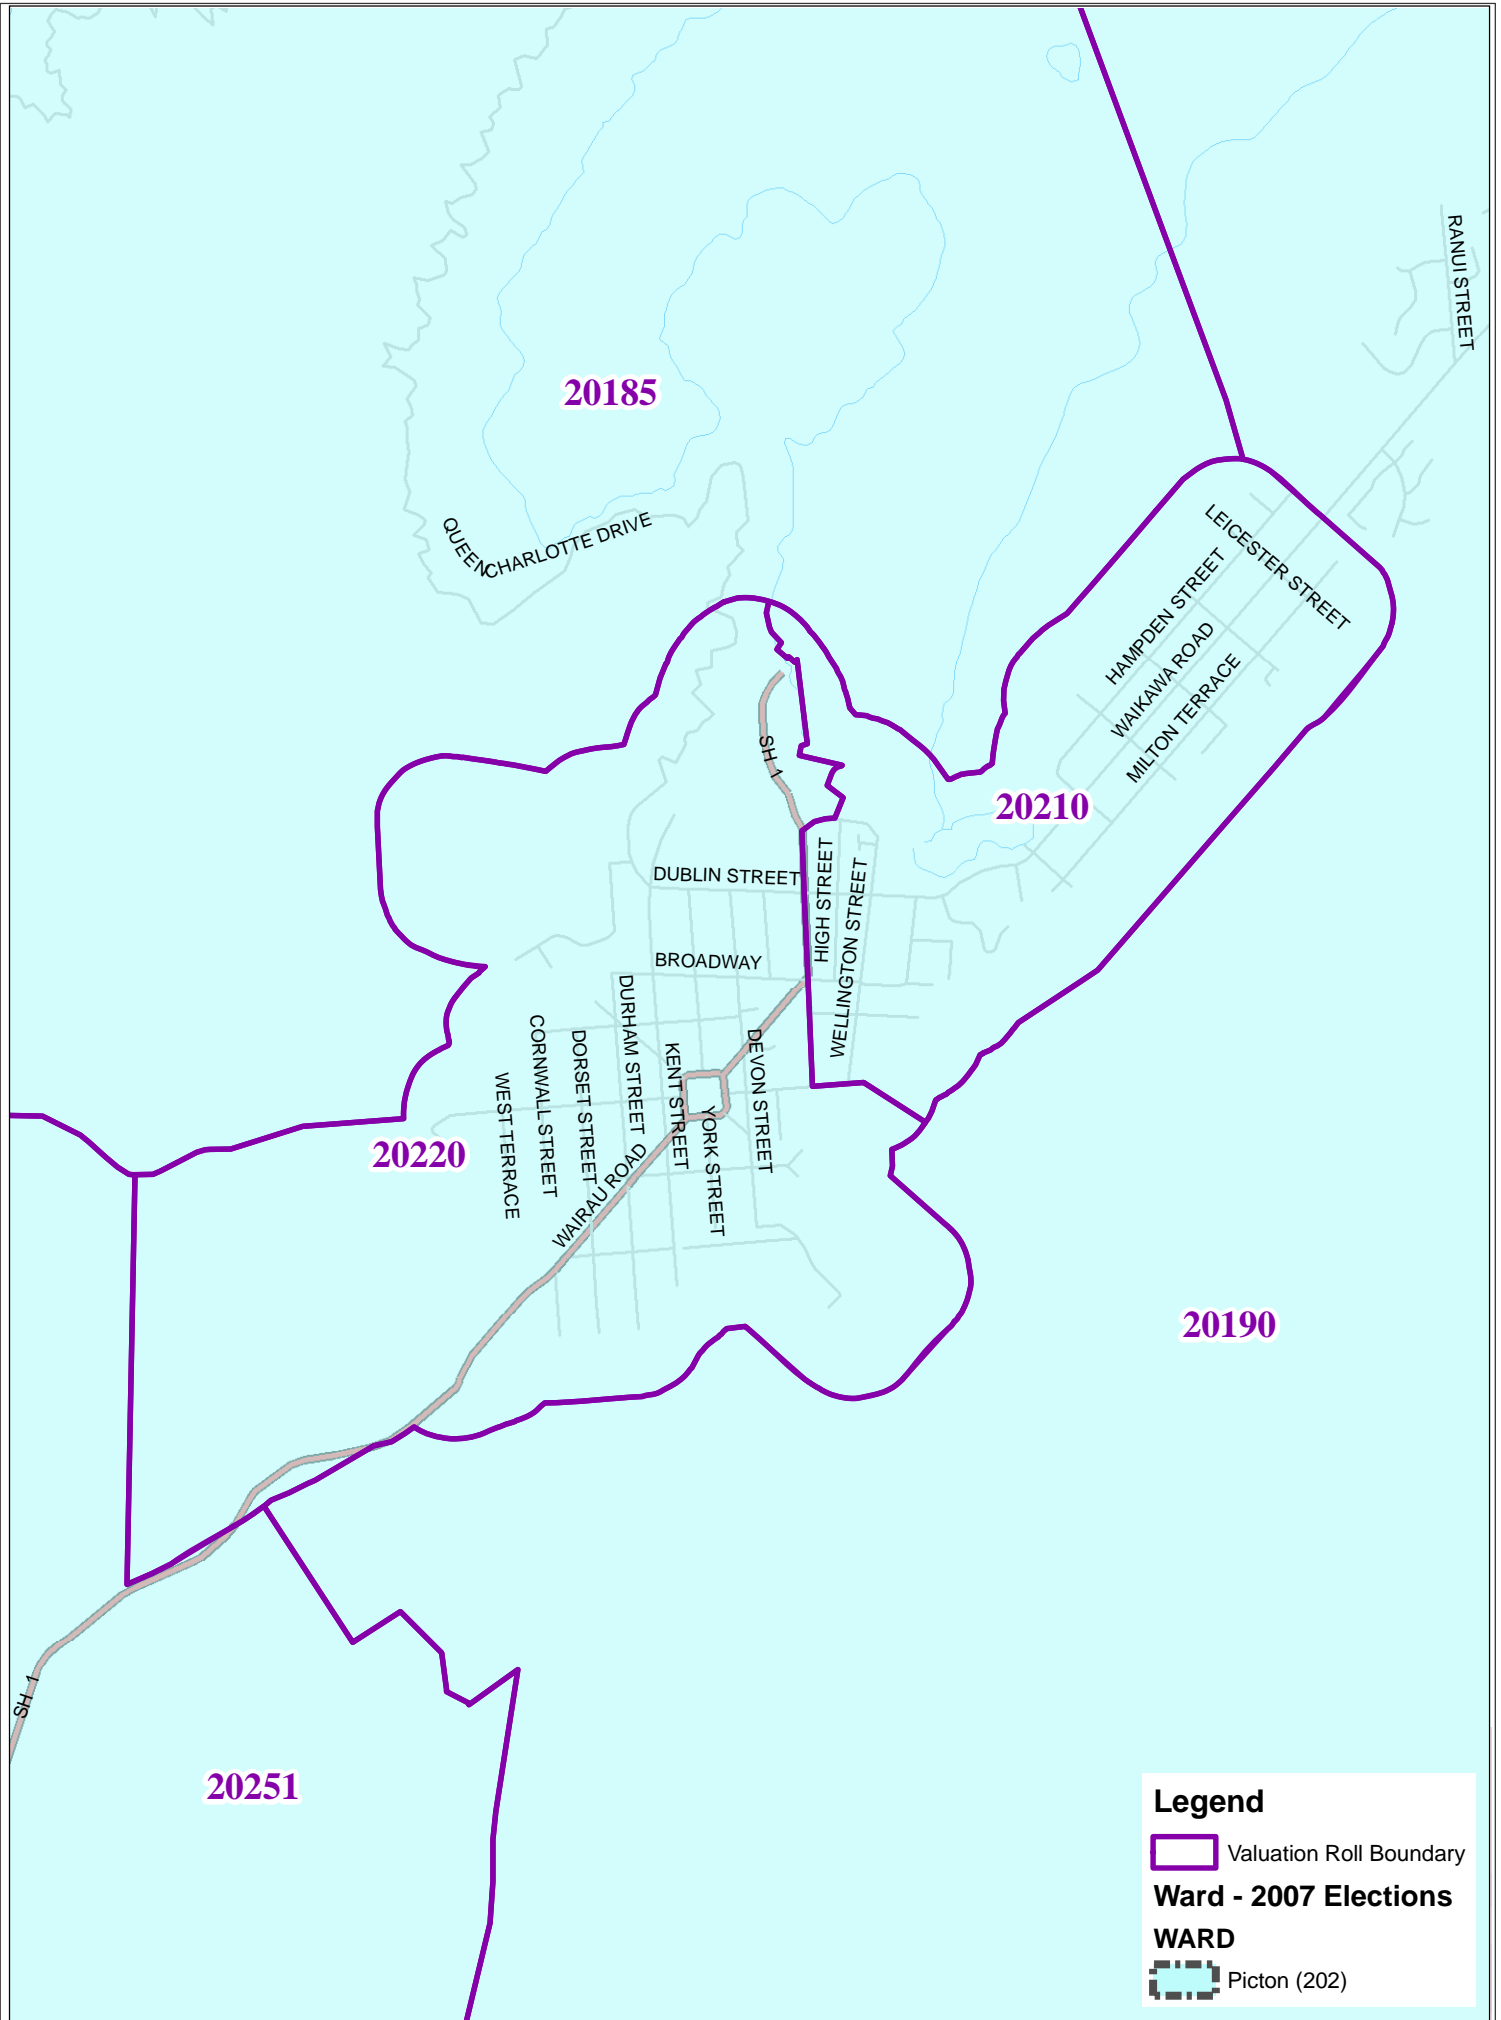 RANUI STREET
20185
QUEEN
CHARLOTTE DRIVE
LEICESTER STREET
HAMPDEN STREET
WAIKAWA ROAD
MILTON TERRACE
SH 1
20210
DUBLIN STREET
HIGH STREET
WELLINGTON STREET
BROADWAY
DURHAM STREET
CORNWALL STREET
DORSET STREET
KENT STREET
DEVON STREET
WEST TERRACE
YORK STREET
20220
WAIRAU ROAD
20190
SH 1
20251
Legend
Valuation Roll Boundary
Ward - 2007 Elections
WARD
Picton (202)